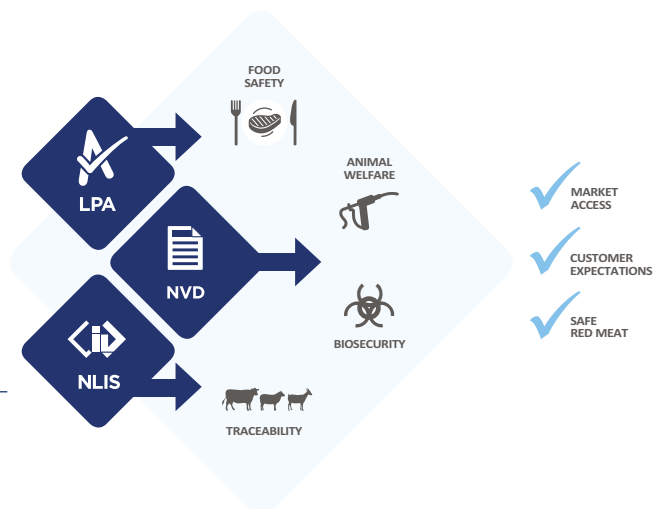 FOOD
SAFETY
LPA
ANIMAL
WELFARE
MARKET
ACCESS
NVD
CUSTOMER
EXPECTATIONS
BIOSECURITY
SAFE
RED MEAT
NLIS
TRACEABILITY